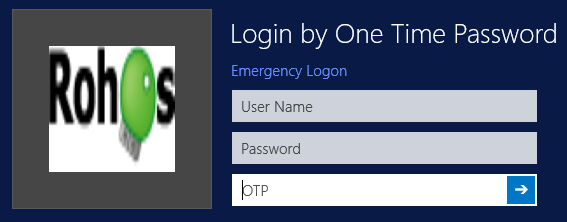 Rohos
Login by One Time Password
Emergency Logon
User Name
Password
OTP